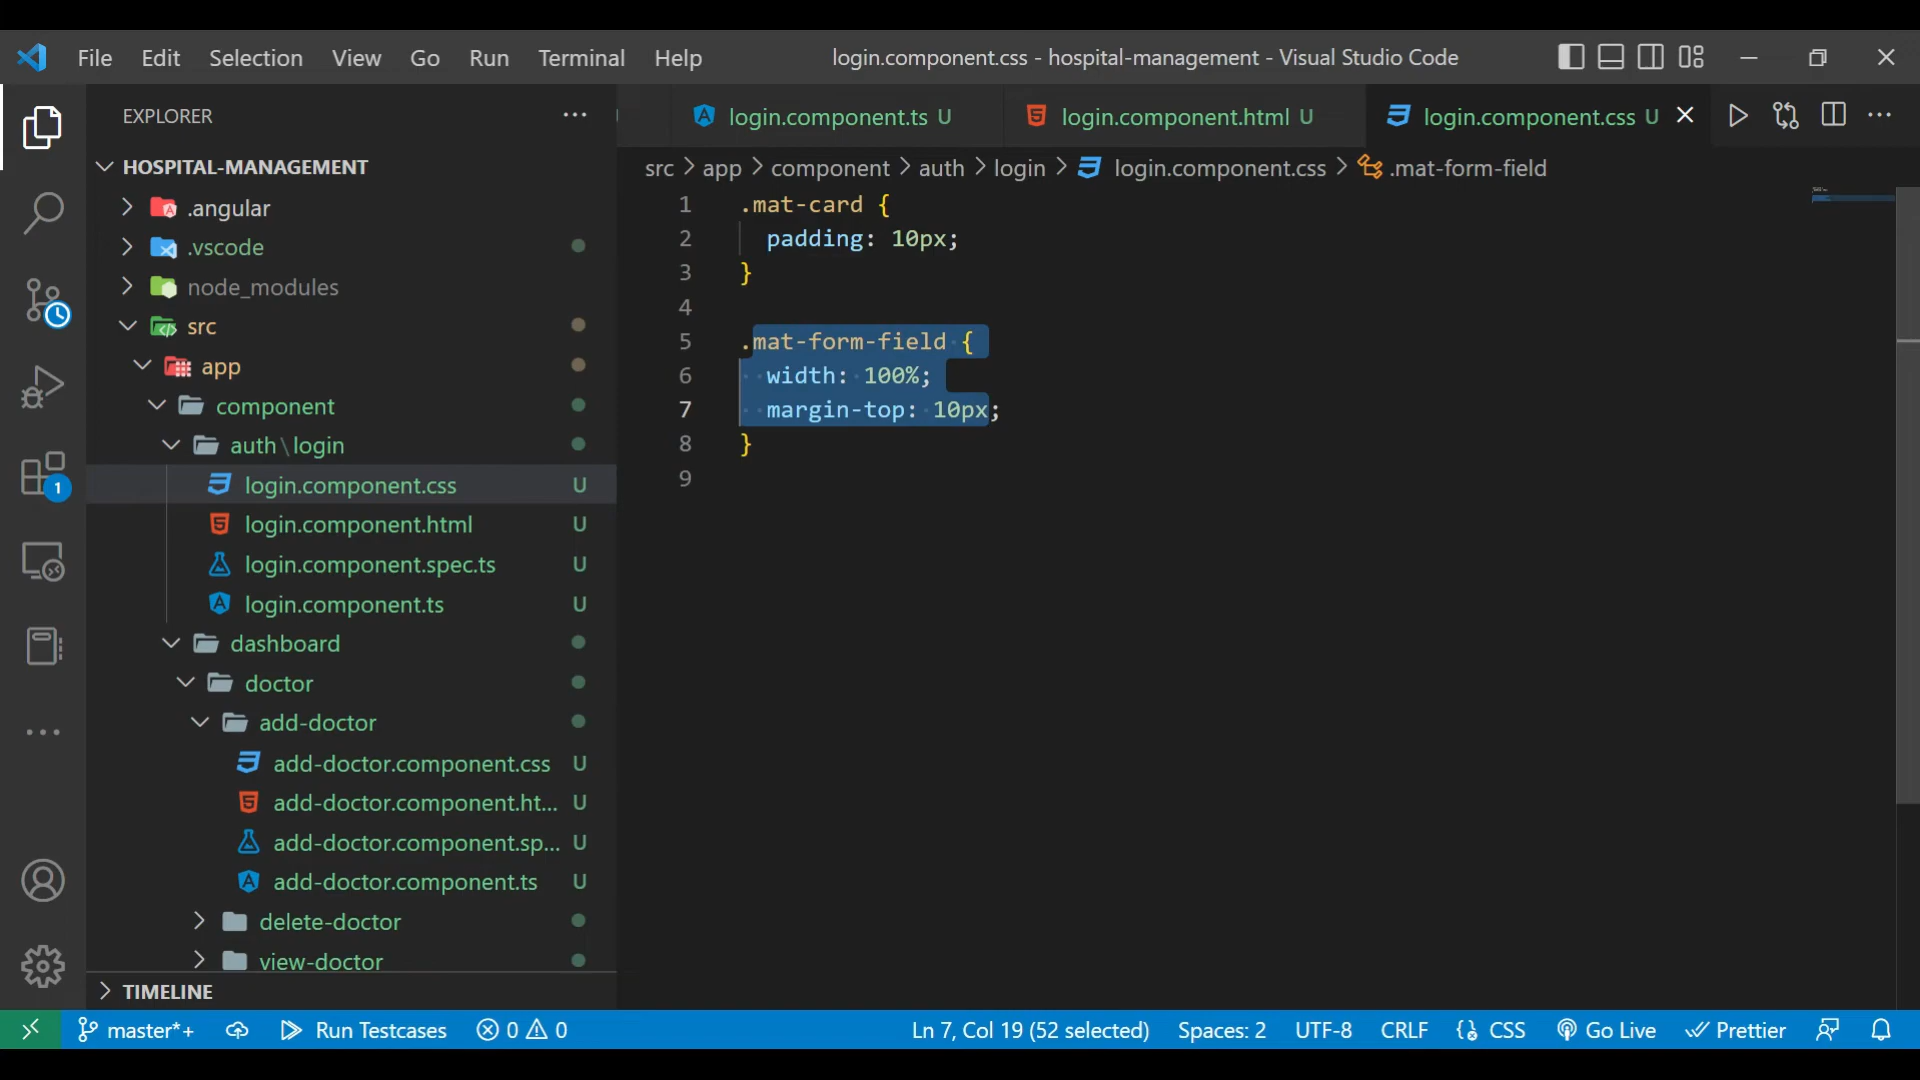 File Edit Selection View Go Run Terminal Help login.component.css - hospital-management - Visual Studio Code
EXPLORER ... login.component.ts U login.component.html U login.component.css U
src > app > component > auth > login > login.component.css > .mat-form-field
HOSPITAL-MANAGEMENT
.angular
.vscode
node_modules
src
app
component
auth\login
login.component.css U
login.component.html U
login.component.spec.ts U
login.component.ts U
dashboard
doctor
add-doctor
add-doctor.component.css U
add-doctor.component.ht... U
add-doctor.component.sp... U
add-doctor.component.ts U
delete-doctor
view-doctor
TIMELINE
1
1 .mat-card {
2 padding: 10px;
3 }
4
5 .mat-form-field {
6 width: 100%;
7 margin-top: 10px;
8 }
9
master*+ Run Testcases 0 0 Ln 7, Col 19 (52 selected) Spaces: 2 UTF-8 CRLF {} CSS Go Live Prettier